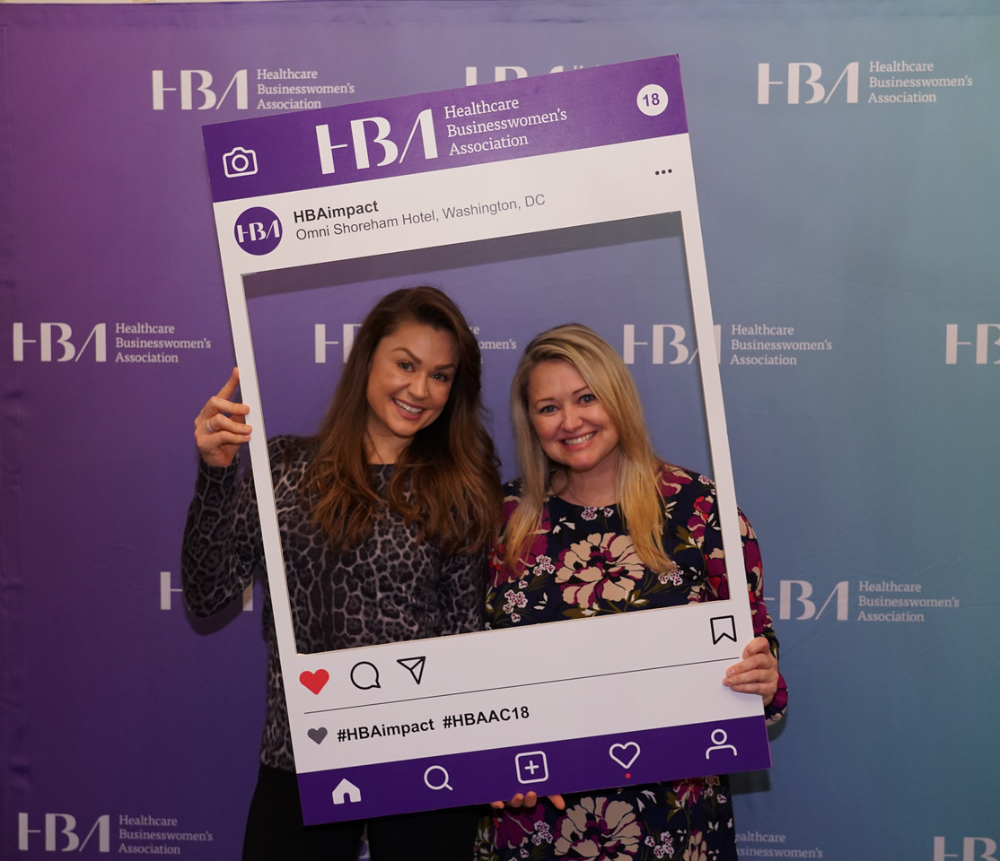 HBA Healthcare
Businesswomen's
Association
HBA Healthcare
Businesswomen's
Association
HBA Healthcare
Businesswomen's
Association
18
HBA
HBAimpact
Omni Shoreham Hotel, Washington, DC
HBA Healthcare
Businesswomen's
Association
HBA Healthcare
Businesswomen's
Association
HBA Healthcare
Businesswomen's
Association
#HBAimpact #HBAAC18
HBA Healthcare
Businesswomen's
Association